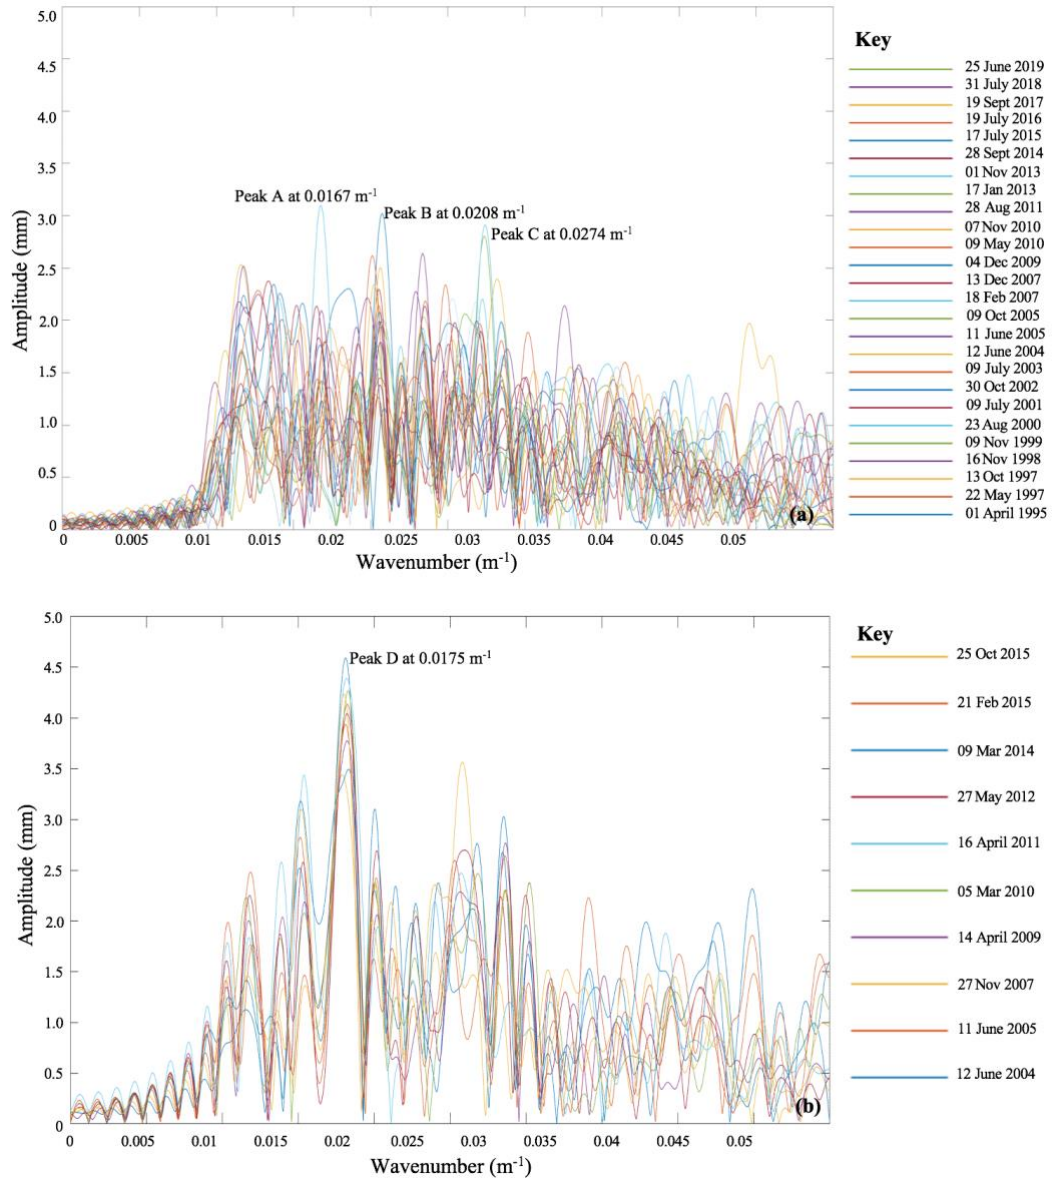 5.0
4.5
4.0
3.5
3.0
2.5
2.0
1.5
1.0
0.5
0
Amplitude (mm)
Peak A at 0.0167 m⁻¹
Peak B at 0.0208 m⁻¹
Peak C at 0.0274 m⁻¹
(a)
0 0.005 0.01 0.015 0.02 0.025 0.03 0.035 0.04 0.045 0.05
Wavenumber (m⁻¹)
Key
25 June 2019
31 July 2018
19 Sept 2017
19 July 2016
17 July 2015
28 Sept 2014
01 Nov 2013
17 Jan 2013
28 Aug 2011
07 Nov 2010
09 May 2010
04 Dec 2009
13 Dec 2007
18 Feb 2007
09 Oct 2005
11 June 2005
12 June 2004
09 July 2003
30 Oct 2002
09 July 2001
23 Aug 2000
09 Nov 1999
16 Nov 1998
13 Oct 1997
22 May 1997
01 April 1995
5.0
4.5
4.0
3.5
3.0
2.5
2.0
1.5
1.0
0.5
0
Amplitude (mm)
Peak D at 0.0175 m⁻¹
(b)
0 0.005 0.01 0.015 0.02 0.025 0.03 0.035 0.04 0.045 0.05
Wavenumber (m⁻¹)
Key
25 Oct 2015
21 Feb 2015
09 Mar 2014
27 May 2012
16 April 2011
05 Mar 2010
14 April 2009
27 Nov 2007
11 June 2005
12 June 2004